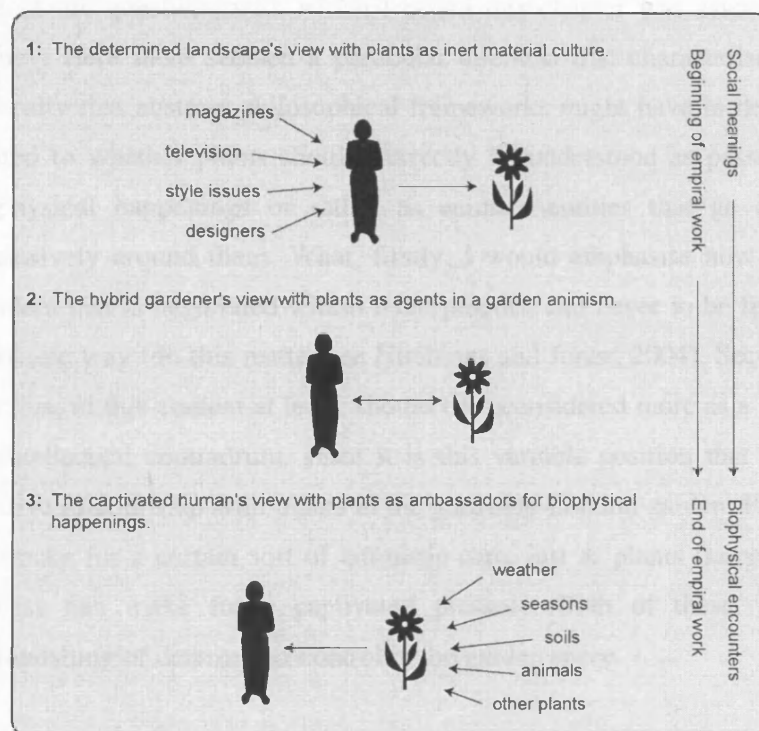 1: The determined landscape's view with plants as inert material culture.
magazines
television
style issues
designers
2: The hybrid gardener's view with plants as agents in a garden animism.
3: The captivated human's view with plants as ambassadors for biophysical
happenings.
weather
seasons
soils
animals
other plants
Social meanings
Beginning of empiral work
Biophysical encounters
End of empiral work